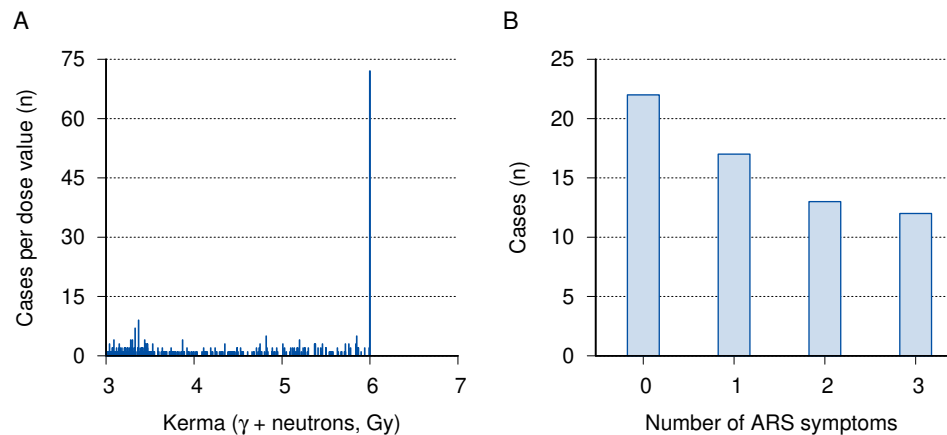 A
Cases per dose value (n)
75
60
45
30
15
0
3 4 5 6 7
Kerma (γ + neutrons, Gy)
B
Cases (n)
25
20
15
10
5
0
0 1 2 3
Number of ARS symptoms